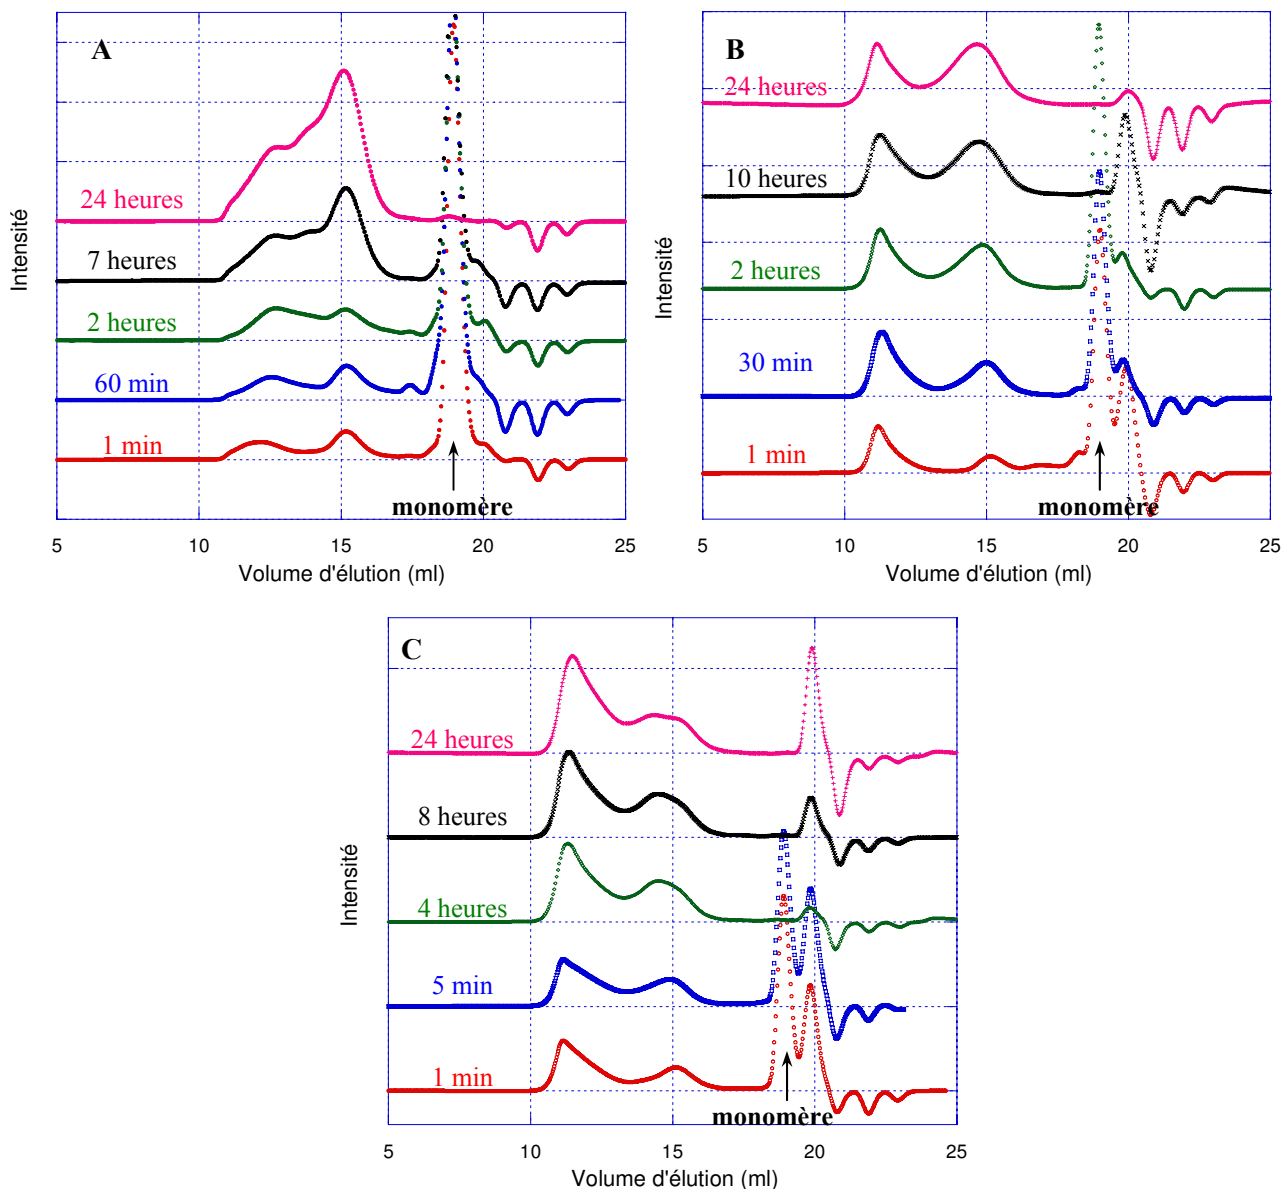 A
24 heures
7 heures
2 heures
60 min
1 min
monomère
Intensité
5 10 15 20 25
Volume d'élution (ml)
B
24 heures
10 heures
2 heures
30 min
1 min
monomère
Intensité
5 10 15 20 25
Volume d'élution (ml)
C
24 heures
8 heures
4 heures
5 min
1 min
monomère
Intensité
5 10 15 20 25
Volume d'élution (ml)